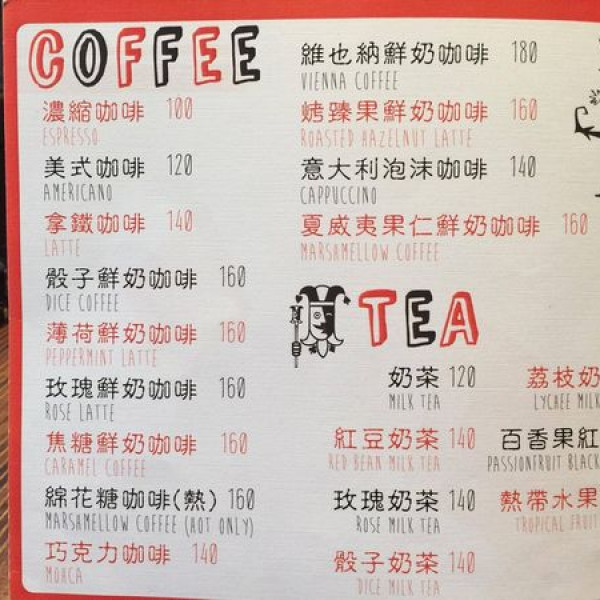 COFFEE
濃縮咖啡 100
ESPRESSO
美式咖啡 120
AMERICANO
拿鐵咖啡 140
LATTE
骰子鮮奶咖啡 160
DICE COFFEE
薄荷鮮奶咖啡 160
PEPPERMINT LATTE
玫瑰鮮奶咖啡 160
ROSE LATTE
焦糖鮮奶咖啡 160
CARAMEL COFFEE
綿花糖咖啡(熱) 160
MARSHMELLOW COFFEE (HOT ONLY)
巧克力咖啡 140
MOHCA
維也納鮮奶咖啡 180
VIENNA COFFEE
烤臻果鮮奶咖啡 160
ROASTED HAZELNUT LATTE
意大利泡沫咖啡 140
CAPPUCCINO
夏威夷果仁鮮奶咖啡 160
MARSHMELLOW COFFEE
TEA
奶茶 120
MILK TEA
紅豆奶茶 140
RED BEAN MILK TEA
玫瑰奶茶 140
ROSE MILK TEA
骰子奶茶 140
DICE MILK TEA
荔枝奶
LYCHEE MILK
百香果紅
PASSIONFRUIT BLACK
熱帶水果
TROPICAL FRUIT